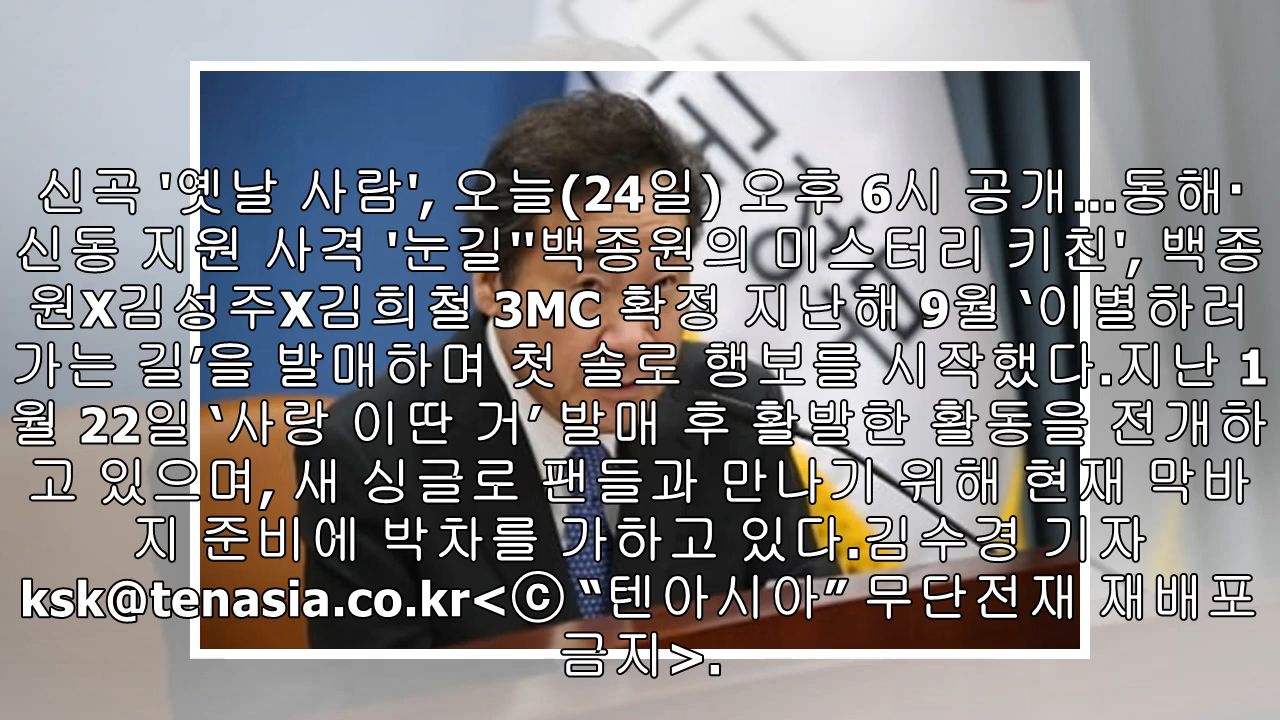 신곡 '옛날 사람', 오늘(24일) 오후 6시 공개...동해·
신동 지원 사격 '눈길''백종원의 미스터리 키친', 백종
원X김성주X김희철 3MC 확정 지난해 9월 ‘이별하러
가는 길’을 발매하며 첫 솔로 행보를 시작했다.지난 1
월 22일 ‘사랑 이딴 거’ 발매 후 활발한 활동을 전개하
고 있으며, 새 싱글로 팬들과 만나기 위해 현재 막바
지 준비에 박차를 가하고 있다.김수경 기자
ksk@tenasia.co.kr<ⓒ “텐아시아” 무단전재 재배포
금지>.